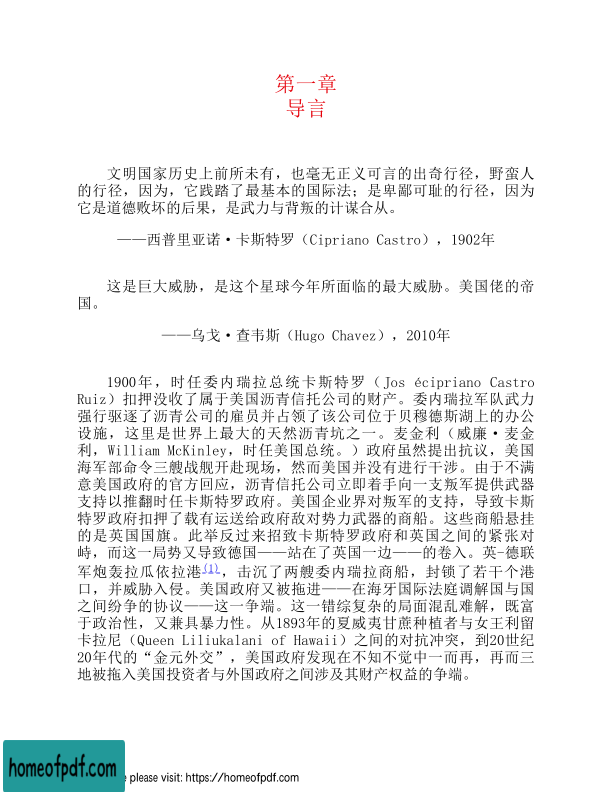 第一章
导言
文明国家历史上前所未有，也毫无正义可言的出奇行径，野蛮人
的行径，因为，它践踏了最基本的国际法；是卑鄙可耻的行径，因为
它是道德败坏的后果，是武力与背叛的计谋合从。
——西普里亚诺·卡斯特罗（Cipriano Castro），1902年
这是巨大威胁，是这个星球今年所面临的最大威胁。美国佬的帝
国。
——乌戈·查韦斯（Hugo Chavez），2010年
1900年，时任委内瑞拉总统卡斯特罗（Jos écipriano Castro
Ruiz）扣押没收了属于美国沥青信托公司的财产。委内瑞拉军队武力
强行驱逐了沥青公司的雇员并占领了该公司位于贝穆德斯湖上的办公
设施，这里是世界上最大的天然沥青坑之一。麦金利（威廉·麦金
利，William McKinley，时任美国总统。）政府虽然提出抗议，美国
海军部命令三艘战舰开赴现场，然而美国并没有进行干涉。由于不满
意美国政府的官方回应，沥青信托公司立即着手向一支叛军提供武器
支持以推翻时任卡斯特罗政府。美国企业界对叛军的支持，导致卡斯
特罗政府扣押了载有运送给政府敌对势力武器的商船。这些商船悬挂
的是英国国旗。此举反过来招致卡斯特罗政府和英国之间的紧张对
峙，而这一局势又导致德国——站在了英国一边——的卷入。英-德联
军炮轰拉瓜依拉港(1)，击沉了两艘委内瑞拉商船，封锁了若干个港
口，并威胁入侵。美国政府又被拖进——在海牙国际法庭调解国与国
之间纷争的协议——这一争端。这一错综复杂的局面混乱难解，既富
于政治性，又兼具暴力性。从1893年的夏威夷甘蔗种植者与女王利留
卡拉尼（Queen Liliukalani of Hawaii）之间的对抗冲突，到20世纪
20年代的“金元外交”，美国政府发现在不知不觉中一而再，再而三
地被拖入美国投资者与外国政府之间涉及其财产权益的争端。
homeofpdf.com
e please visit: https://homeofpdf.com